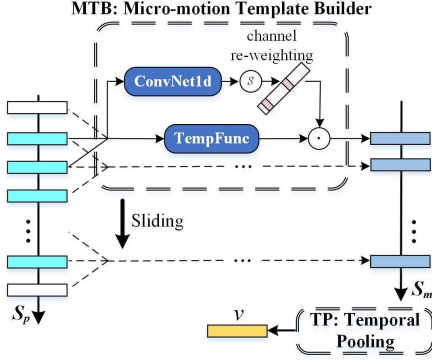 MTB: Micro-motion Template Builder
channel
re-weighting
ConvNet1d
S
TempFunc
...
Sliding
...
S_p
S_m
v
TP: Temporal
Pooling